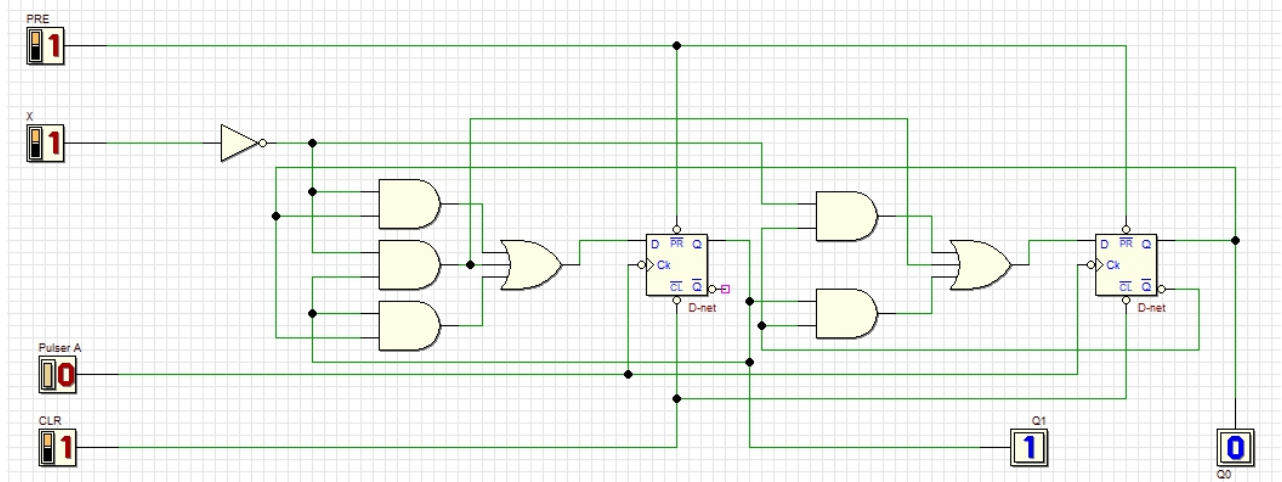 PRE
1
X
1
D PR Q
Ck
CL Q
D-net
D PR Q
Ck
CL Q
D-net
Pulser A
0
CLR
1
Q1
1
0
Q0